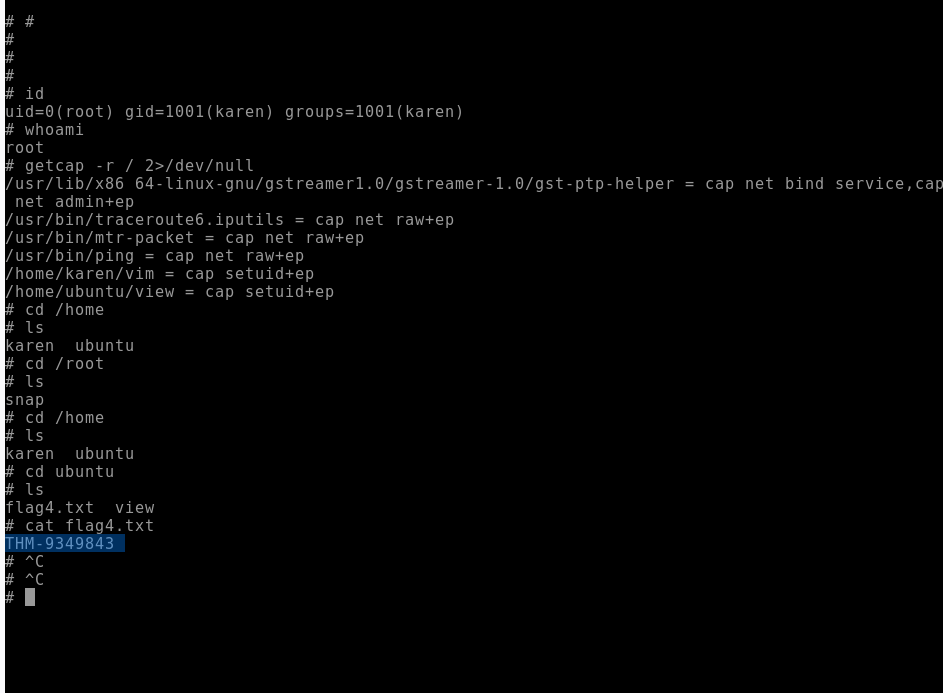 # #
#
#
#
# id
uid=0(root) gid=1001(karen) groups=1001(karen)
# whoami
root
# getcap -r / 2>/dev/null
/usr/lib/x86 64-linux-gnu/gstreamer1.0/gstreamer-1.0/gst-ptp-helper = cap net bind service,cap
 net admin+ep
/usr/bin/traceroute6.iputils = cap net raw+ep
/usr/bin/mtr-packet = cap net raw+ep
/usr/bin/ping = cap net raw+ep
/home/karen/vim = cap setuid+ep
/home/ubuntu/view = cap setuid+ep
# cd /home
# ls
karen  ubuntu
# cd /root
# ls
snap
# cd /home
# ls
karen  ubuntu
# cd ubuntu
# ls
flag4.txt  view
# cat flag4.txt
THM-9349843
# ^C
# ^C
#